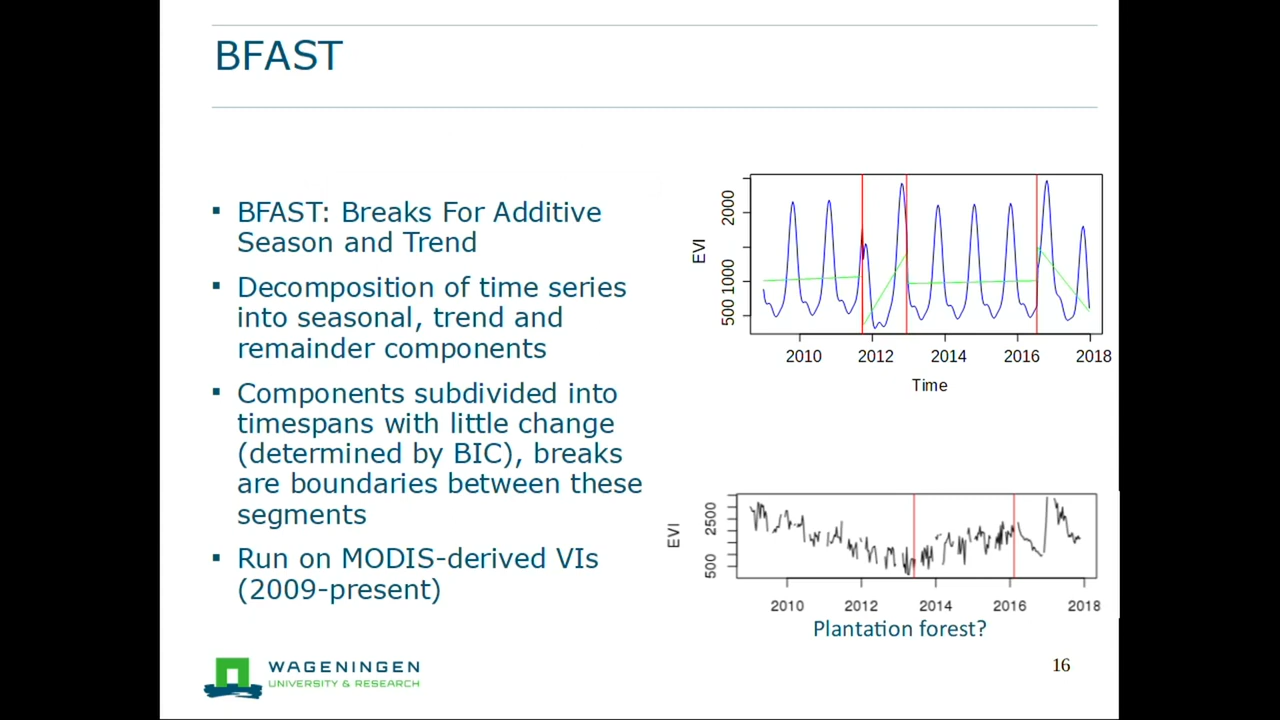 BFAST
▪ BFAST: Breaks For Additive
Season and Trend
▪ Decomposition of time series
into seasonal, trend and
remainder components
▪ Components subdivided into
timespans with little change
(determined by BIC), breaks
are boundaries between these
segments
▪ Run on MODIS-derived VIs
(2009-present)
EVI
2000
1000
500
2010 2012 2014 2016 2018
Time
EVI
2500
500
2010 2012 2014 2016 2018
Plantation forest?
WAGENINGEN
UNIVERSITY & RESEARCH
16